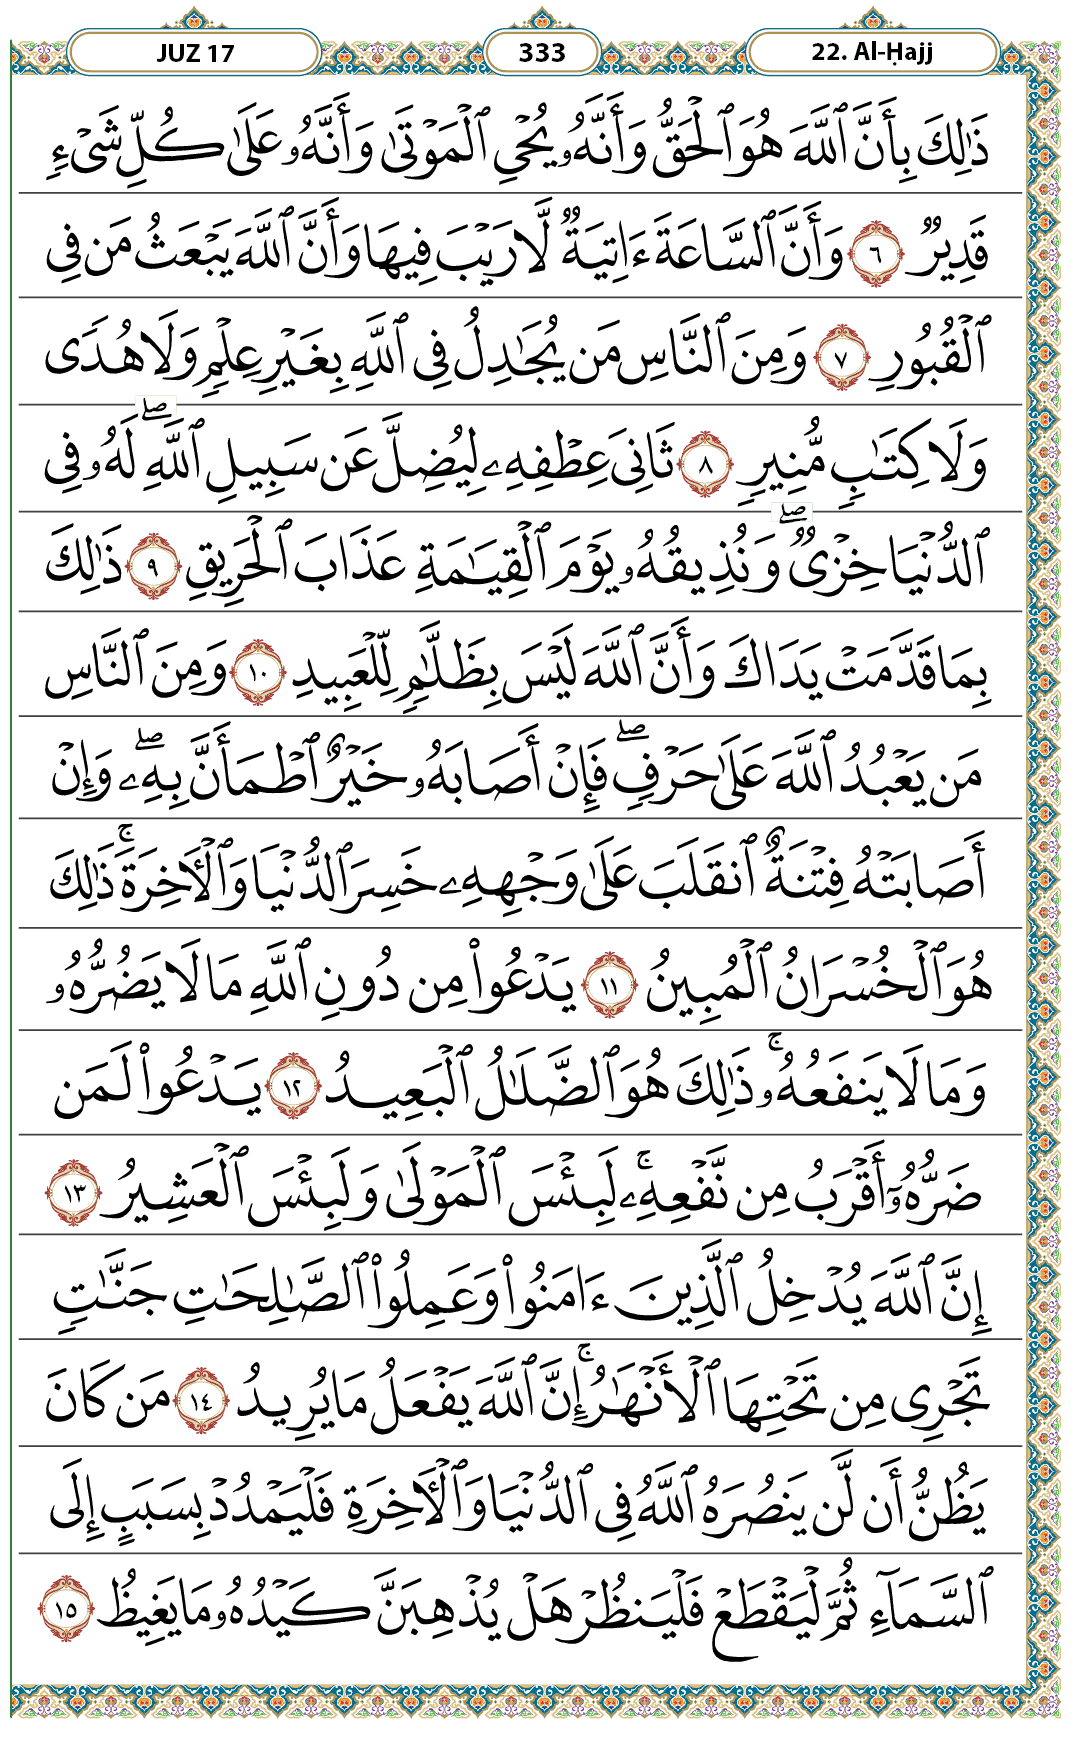 JUZ 17 333 22. Al-Ḥajj
ذَٰلِكَ بِأَنَّ ٱللَّهَ هُوَ ٱلْحَقُّ وَأَنَّهُۥ يُحْىِ ٱلْمَوْتَىٰ وَأَنَّهُۥ عَلَىٰ كُلِّ شَىْءٍ
قَدِيرٌ ٦ وَأَنَّ ٱلسَّاعَةَ ءَاتِيَةٌ لَّا رَيْبَ فِيهَا وَأَنَّ ٱللَّهَ يَبْعَثُ مَن فِى
ٱلْقُبُورِ ٧ وَمِنَ ٱلنَّاسِ مَن يُجَٰدِلُ فِى ٱللَّهِ بِغَيْرِ عِلْمٍ وَلَا هُدًى
وَلَا كِتَٰبٍ مُّنِيرٍ ٨ ثَانِىَ عِطْفِهِۦ لِيُضِلَّ عَن سَبِيلِ ٱللَّهِ ۖ لَهُۥ فِى
ٱلدُّنْيَا خِزْىٌ ۖ وَنُذِيقُهُۥ يَوْمَ ٱلْقِيَٰمَةِ عَذَابَ ٱلْحَرِيقِ ٩ ذَٰلِكَ
بِمَا قَدَّمَتْ يَدَاكَ وَأَنَّ ٱللَّهَ لَيْسَ بِظَلَّٰمٍ لِّلْعَبِيدِ ١٠ وَمِنَ ٱلنَّاسِ
مَن يَعْبُدُ ٱللَّهَ عَلَىٰ حَرْفٍ ۖ فَإِنْ أَصَابَهُۥ خَيْرٌ ٱطْمَأَنَّ بِهِۦ ۖ وَإِنْ
أَصَابَتْهُ فِتْنَةٌ ٱنقَلَبَ عَلَىٰ وَجْهِهِۦ خَسِرَ ٱلدُّنْيَا وَٱلْأَخِرَةَ ۚ ذَٰلِكَ
هُوَ ٱلْخُسْرَانُ ٱلْمُبِينُ ١١ يَدْعُوا۟ مِن دُونِ ٱللَّهِ مَا لَا يَضُرُّهُۥ
وَمَا لَا يَنفَعُهُۥ ۚ ذَٰلِكَ هُوَ ٱلضَّلَٰلُ ٱلْبَعِيدُ ١٢ يَدْعُوا۟ لَمَن
ضَرُّهُۥٓ أَقْرَبُ مِن نَّفْعِهِۦ ۚ لَبِئْسَ ٱلْمَوْلَىٰ وَلَبِئْسَ ٱلْعَشِيرُ ١٣
إِنَّ ٱللَّهَ يُدْخِلُ ٱلَّذِينَ ءَامَنُوا۟ وَعَمِلُوا۟ ٱلصَّٰلِحَٰتِ جَنَّٰتٍ
تَجْرِى مِن تَحْتِهَا ٱلْأَنْهَٰرُ ۚ إِنَّ ٱللَّهَ يَفْعَلُ مَا يُرِيدُ ١٤ مَن كَانَ
يَظُنُّ أَن لَّن يَنصُرَهُ ٱللَّهُ فِى ٱلدُّنْيَا وَٱلْأَخِرَةِ فَلْيَمْدُدْ بِسَبَبٍ إِلَى
ٱلسَّمَآءِ ثُمَّ لْيَقْطَعْ فَلْيَنظُرْ هَلْ يُذْهِبَنَّ كَيْدُهُۥ مَا يَغِيظُ ١٥